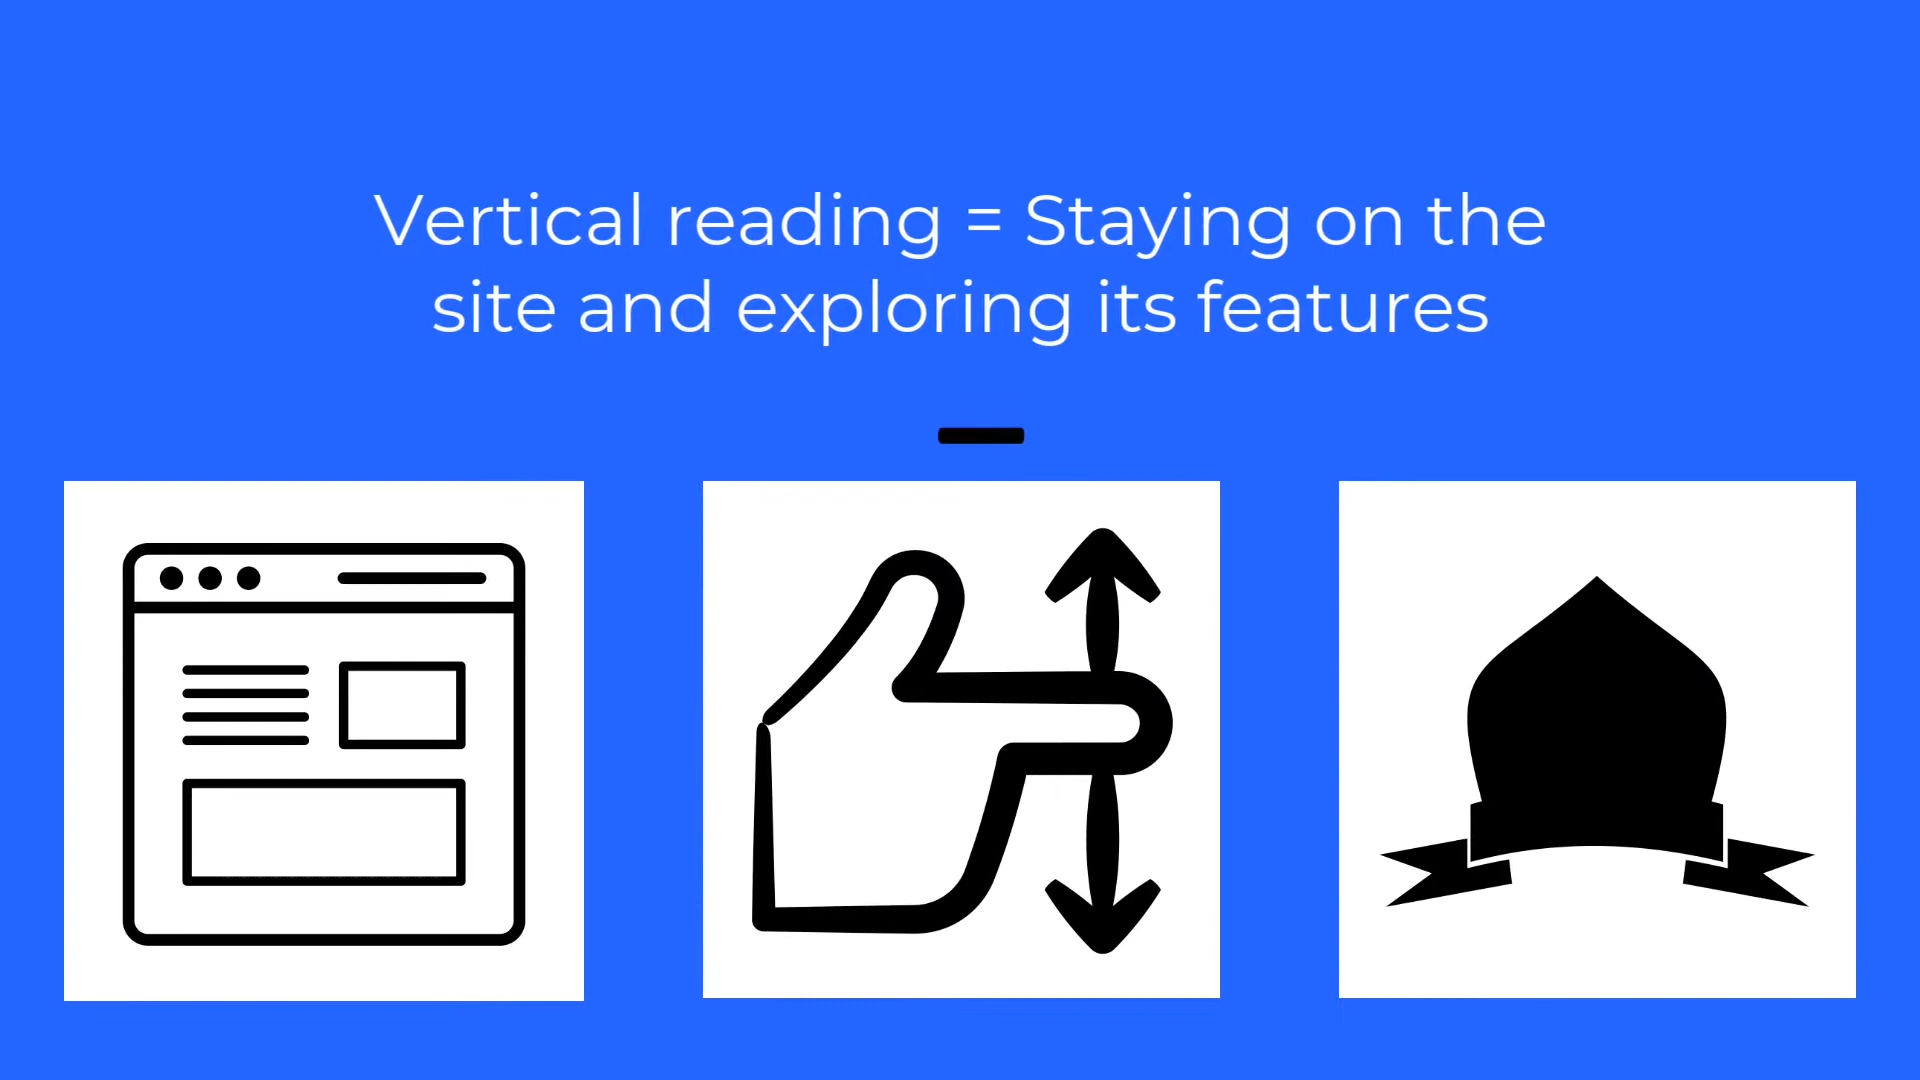 Vertical reading = Staying on the
site and exploring its features